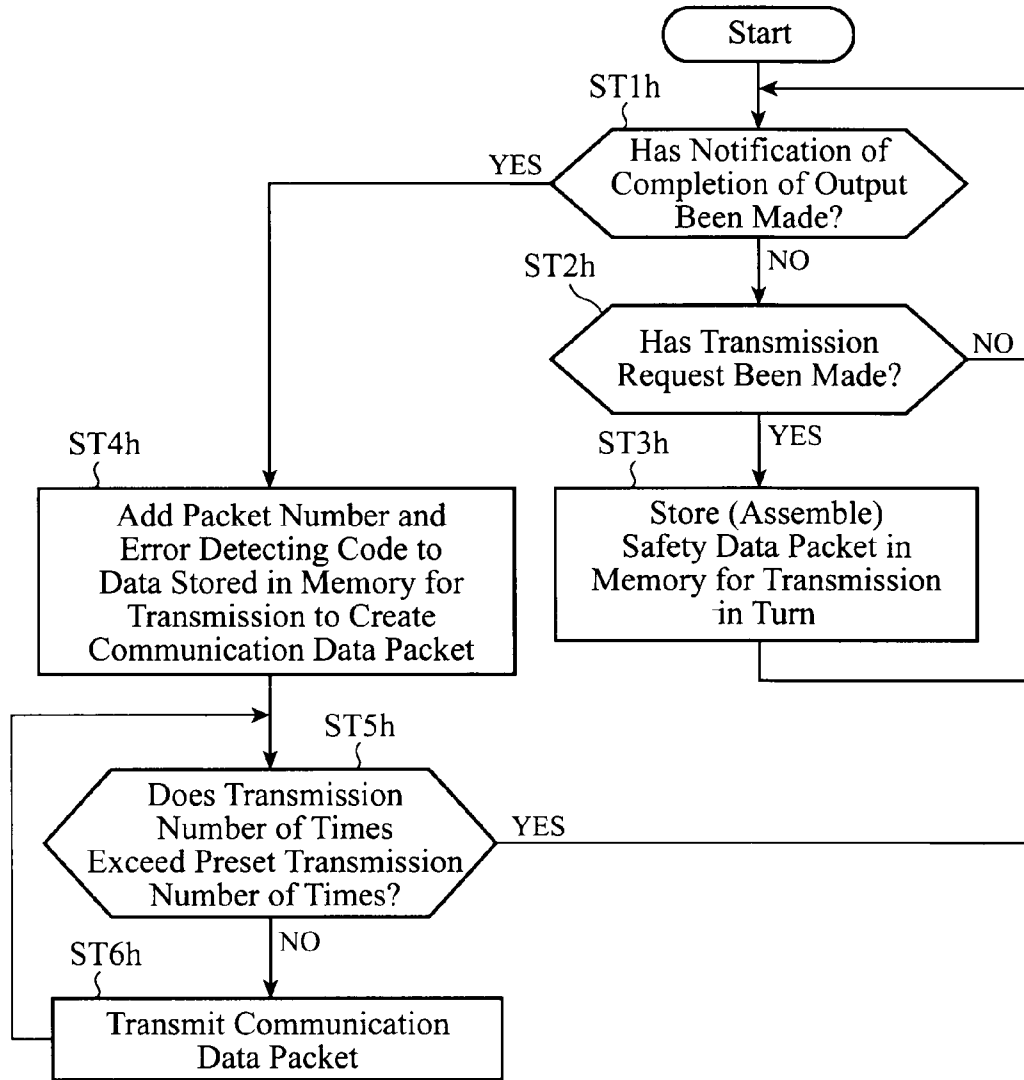 Start
ST1h
Has Notification of
Completion of Output
Been Made?
YES
NO
ST2h
Has Transmission
Request Been Made?
NO
YES
ST3h
Store (Assemble)
Safety Data Packet in
Memory for Transmission
in Turn
ST4h
Add Packet Number and
Error Detecting Code to
Data Stored in Memory for
Transmission to Create
Communication Data Packet
ST5h
Does Transmission
Number of Times
Exceed Preset Transmission
Number of Times?
YES
NO
ST6h
Transmit Communication
Data Packet